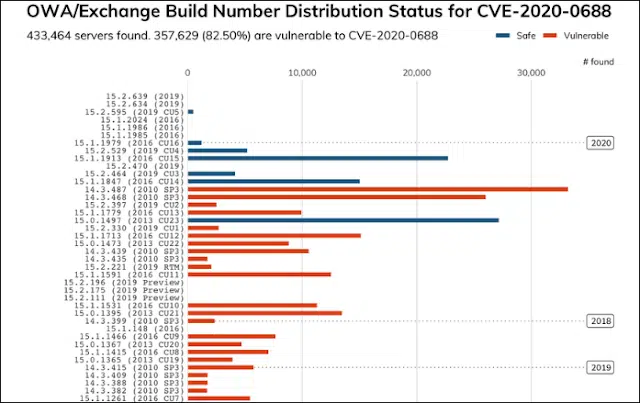 OWA/Exchange Build Number Distribution Status for CVE-2020-0688
433,464 servers found. 357,629 (82.50%) are vulnerable to CVE-2020-0688
Safe Vulnerable
# found
0 10,000 20,000 30,000
15.2.639 (2019)
15.2.634 (2019)
15.2.595 (2019 CU5)
15.1.2024 (2016)
15.1.1986 (2016)
15.1.1985 (2016)
15.1.1979 (2016 CU16) 2020
15.2.529 (2019 CU4)
15.1.1913 (2016 CU15)
15.2.470 (2019)
15.2.464 (2019 CU3)
15.1.1847 (2016 CU14)
14.3.487 (2010 SP3)
14.3.468 (2010 SP3)
15.2.397 (2019 CU2)
15.1.1779 (2016 CU13)
15.0.1497 (2013 CU23)
15.2.330 (2019 CU1)
15.1.1713 (2016 CU12)
15.0.1473 (2013 CU22)
14.3.439 (2010 SP3)
14.3.435 (2010 SP3)
15.2.221 (2019 RTM)
15.1.1591 (2016 CU11)
15.2.196 (2019 Preview)
15.2.175 (2019 Preview)
15.2.111 (2019 Preview)
15.1.1531 (2016 CU10)
15.0.1395 (2013 CU21)
14.3.399 (2010 SP3) 2018
15.1.148 (2016)
15.1.1466 (2016 CU9)
15.0.1367 (2013 CU20)
15.1.1415 (2016 CU8)
15.0.1365 (2013 CU19)
14.3.415 (2010 SP3) 2019
14.3.409 (2010 SP3)
14.3.388 (2010 SP3)
14.3.382 (2010 SP3)
15.1.1261 (2016 CU7)